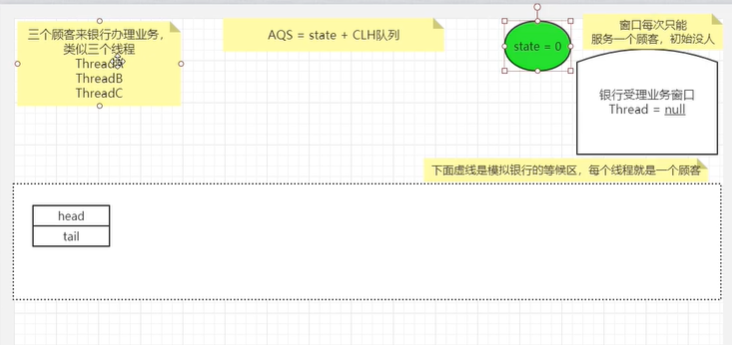 三个顾客来银行办理业务，
类似三个线程
ThreadA
ThreadB
ThreadC
AQS = state + CLH队列
state = 0
窗口每次只能
服务一个顾客，初始没人
银行受理业务窗口
Thread = null
下面虚线是模拟银行的等候区，每个线程就是一个顾客
head
tail